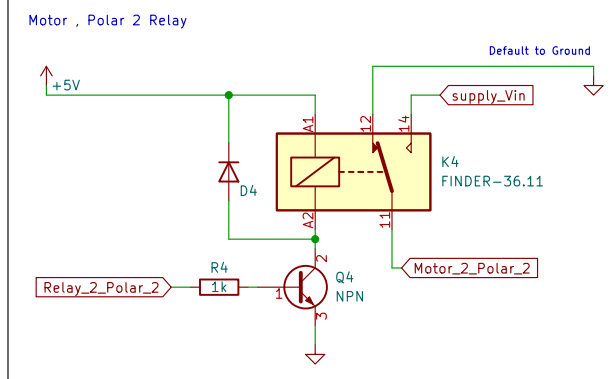 Motor , Polar 2 Relay
Default to Ground
+5V
supply_Vin
12
14
A1
K4
FINDER-36.11
D4
A2
11
Motor_2_Polar_2
2
R4
Q4
Relay_2_Polar_2
1k
1
NPN
3